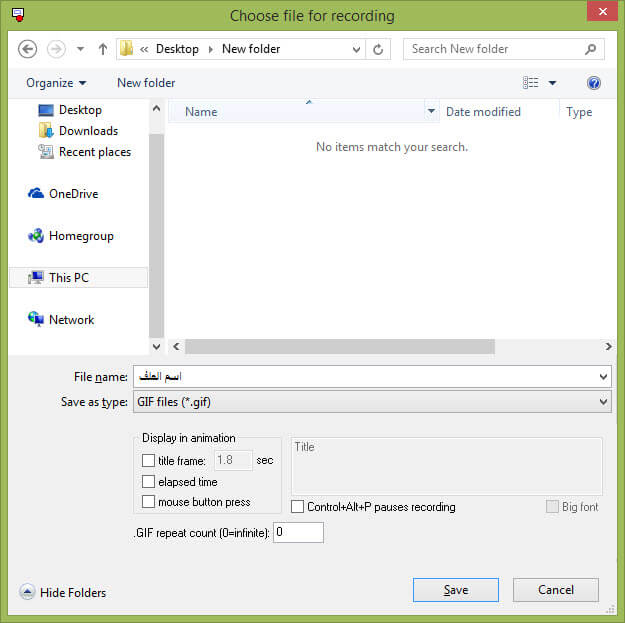 Choose file for recording
« Desktop New folder
Search New folder
Organize New folder
Desktop
Downloads
Recent places
OneDrive
Homegroup
This PC
Network
Name Date modified Type
No items match your search.
File name: اسم الملف
Save as type: GIF files (*.gif)
Display in animation
title frame: 1.8 sec
elapsed time
mouse button press
Title
Control+Alt+P pauses recording Big font
.GIF repeat count (0=infinite): 0
Hide Folders Save Cancel